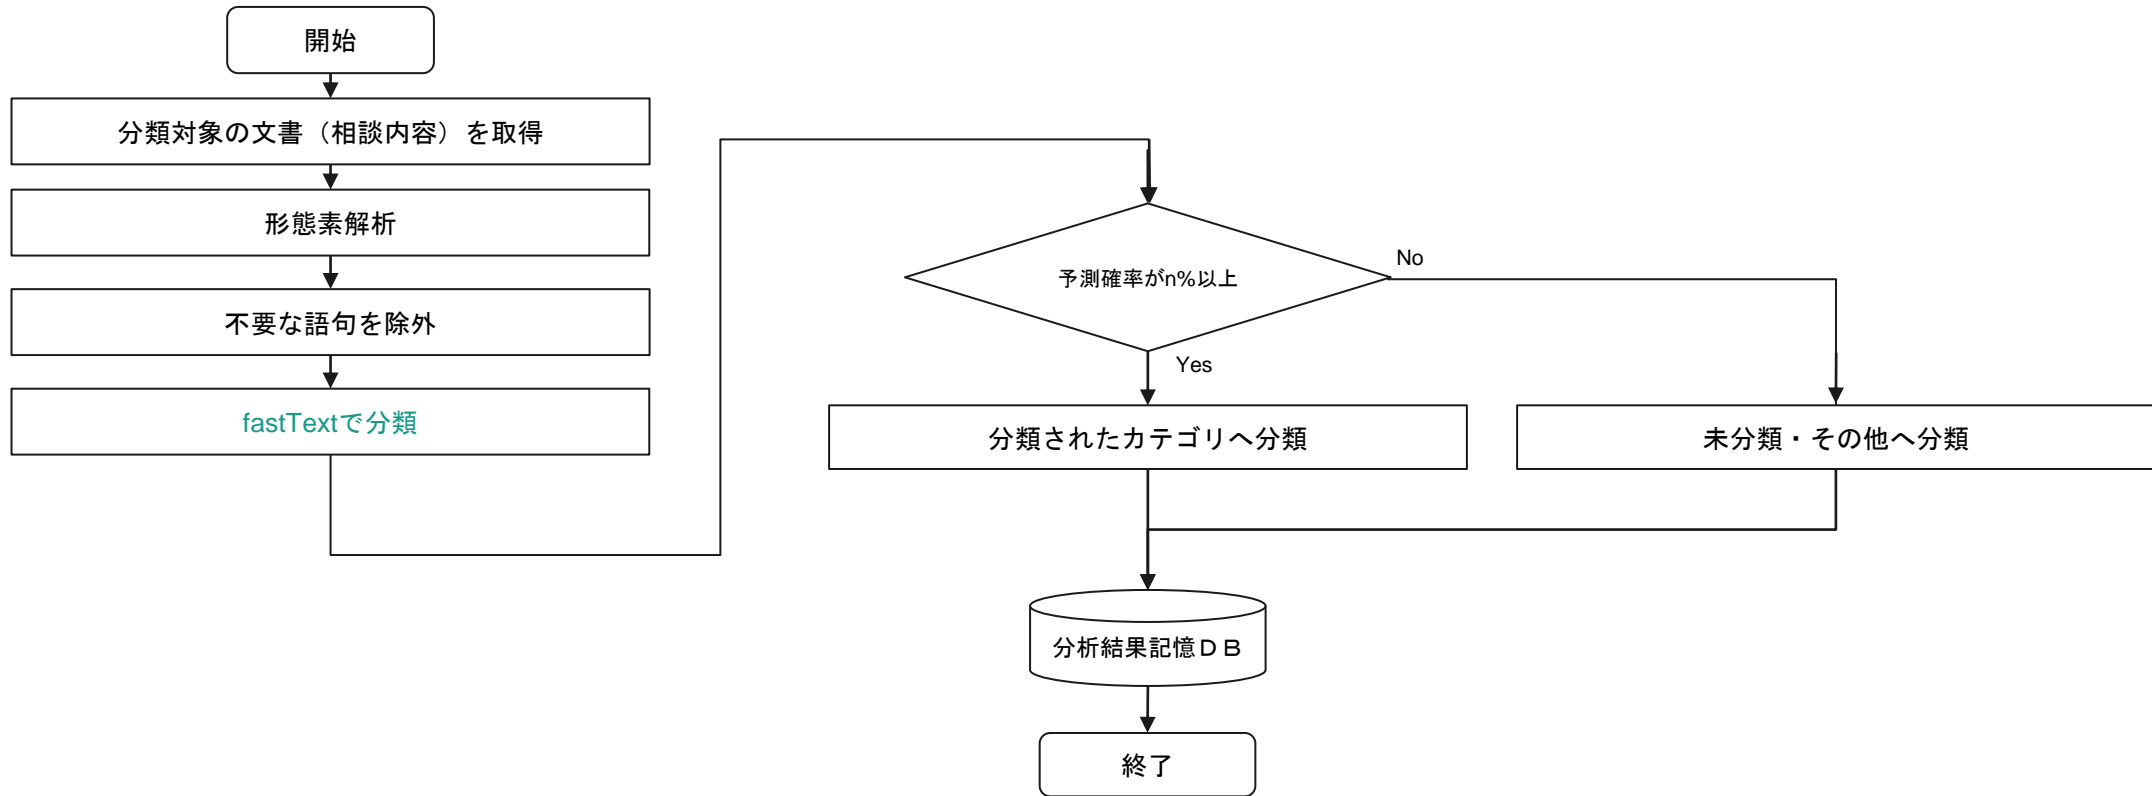 開始
分類対象の文書（相談内容）を取得
形態素解析
不要な語句を除外
fastTextで分類
予測確率がn%以上
No
Yes
分類されたカテゴリへ分類
未分類・その他へ分類
分析結果記憶ＤＢ
終了